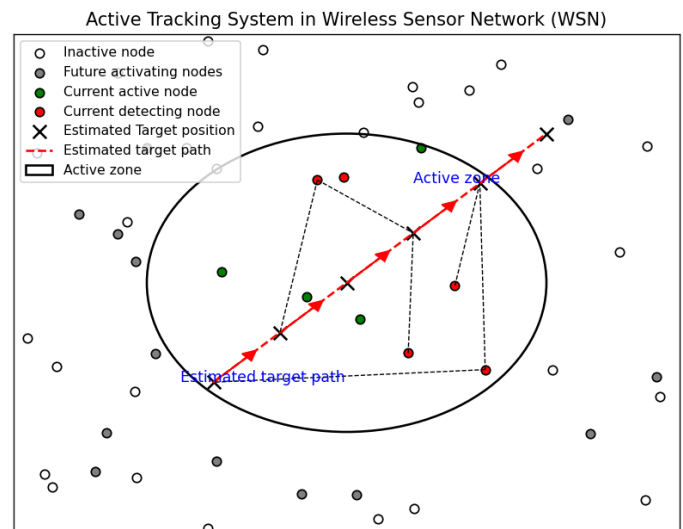 Active Tracking System in Wireless Sensor Network (WSN)
Inactive node
Future activating nodes
Current active node
Current detecting node
Estimated Target position
Estimated target path
Active zone
Active zone
Estimated target path